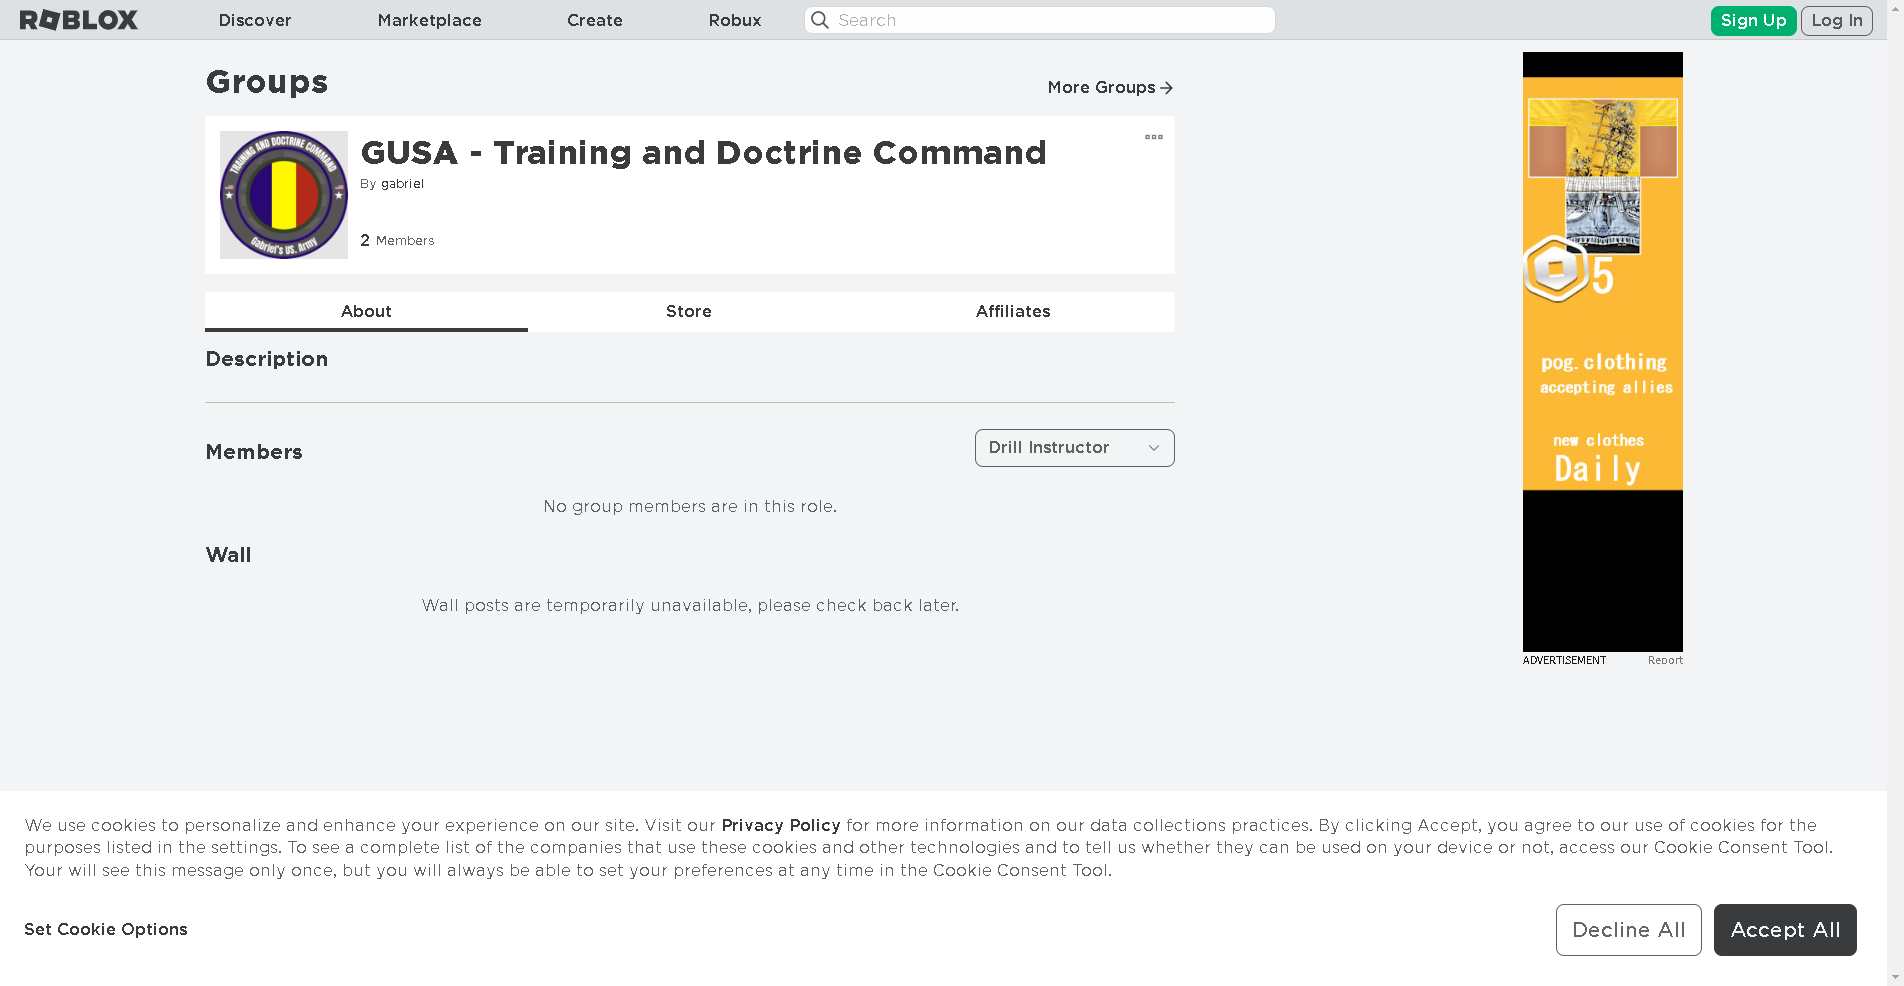 ROBLOX
Discover
Marketplace
Create
Robux
Search
Sign Up
Log In
Groups
More Groups
TRAINING AND DOCTRINE COMMAND
Gabriel's US. Army
GUSA - Training and Doctrine Command
By gabriel
2 Members
About
Store
Affiliates
Description
Members
Drill Instructor
No group members are in this role.
Wall
Wall posts are temporarily unavailable, please check back later.
5
pog.clothing
accepting allies
new clothes
Daily
ADVERTISEMENT
Report
We use cookies to personalize and enhance your experience on our site. Visit our Privacy Policy for more information on our data collections practices. By clicking Accept, you agree to our use of cookies for the
purposes listed in the settings. To see a complete list of the companies that use these cookies and other technologies and to tell us whether they can be used on your device or not, access our Cookie Consent Tool.
Your will see this message only once, but you will always be able to set your preferences at any time in the Cookie Consent Tool.
Set Cookie Options
Decline All
Accept All